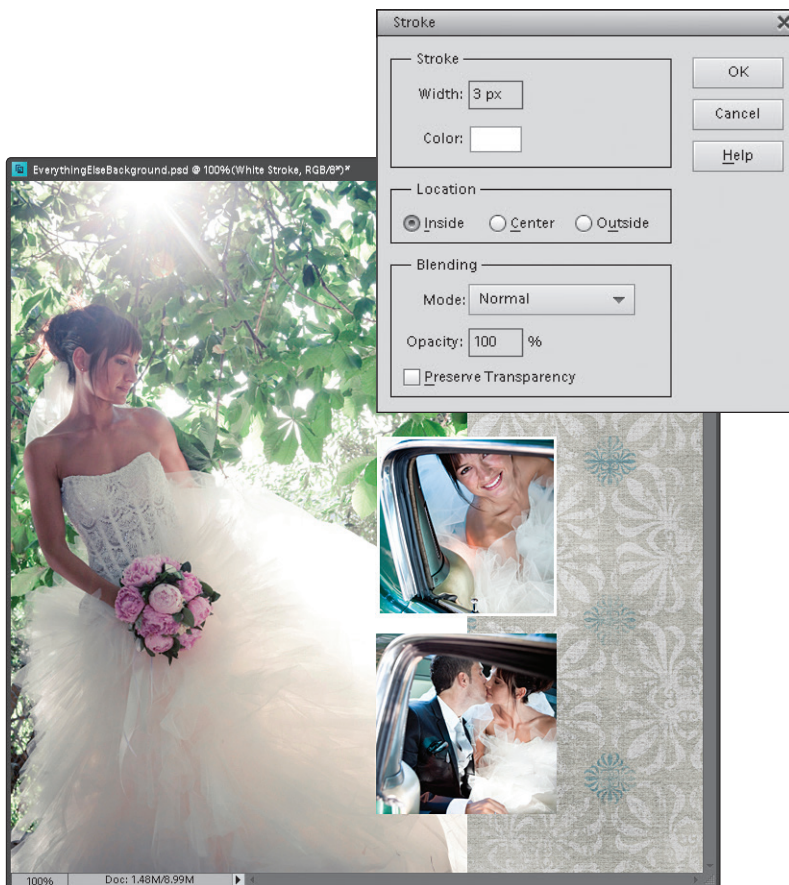 Stroke
Stroke
Width: 3 px
Color:
OK
Cancel
Help
Location
Inside Center Outside
Blending
Mode: Normal
Opacity: 100 %
Preserve Transparency
EverythingElseBackground.psd @ 100%(White Stroke, RGB/8*)*
100% Doc: 1.48M/8.99M